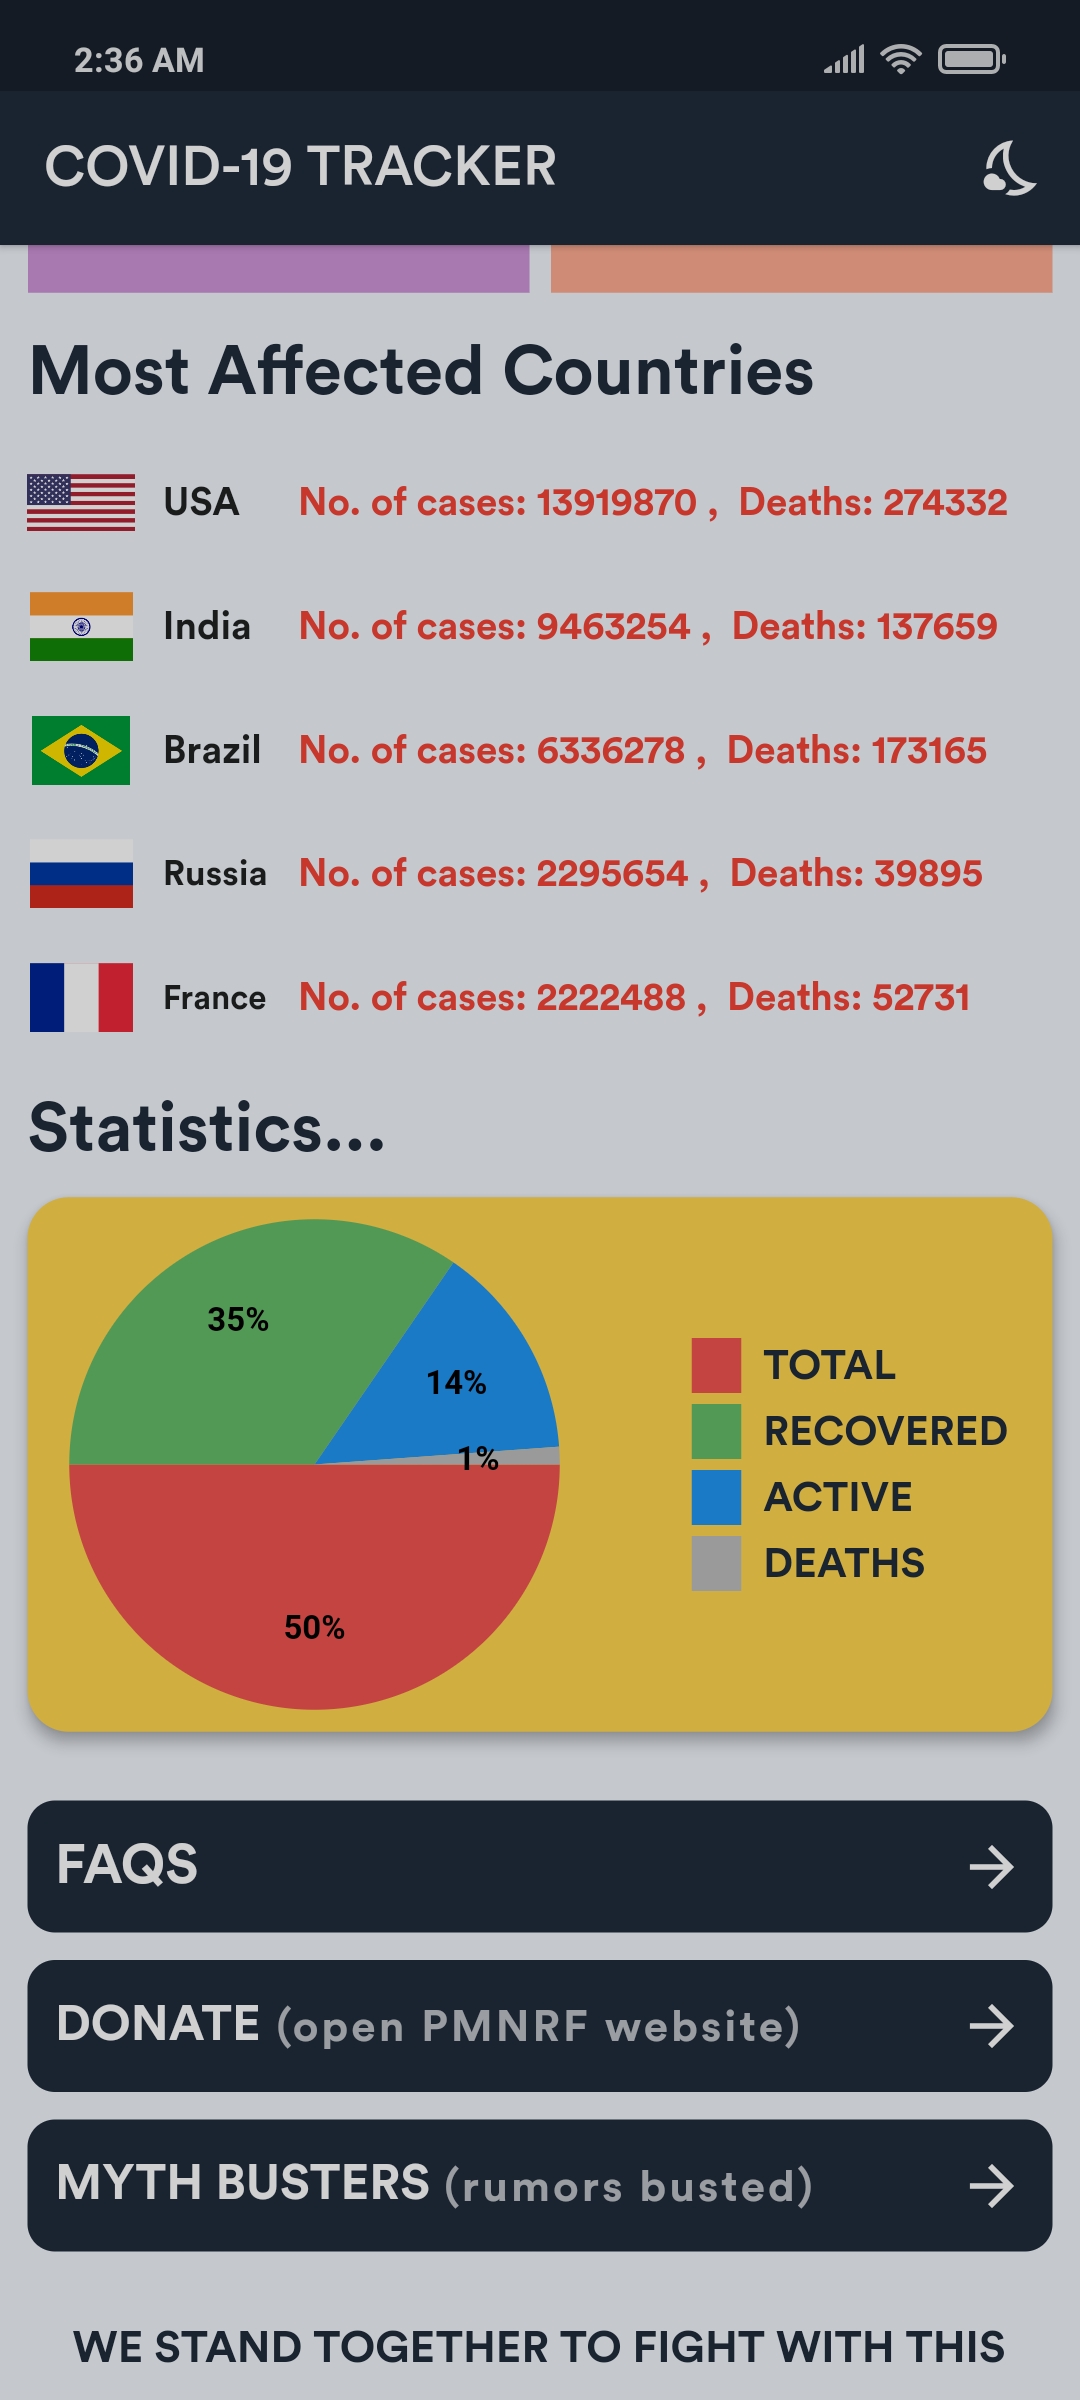 2:36 AM
COVID-19 TRACKER
Most Affected Countries
USA No. of cases: 13919870 , Deaths: 274332
India No. of cases: 9463254 , Deaths: 137659
Brazil No. of cases: 6336278 , Deaths: 173165
Russia No. of cases: 2295654 , Deaths: 39895
France No. of cases: 2222488 , Deaths: 52731
Statistics...
35%
14%
1%
50%
TOTAL
RECOVERED
ACTIVE
DEATHS
FAQS
DONATE (open PMNRF website)
MYTH BUSTERS (rumors busted)
WE STAND TOGETHER TO FIGHT WITH THIS